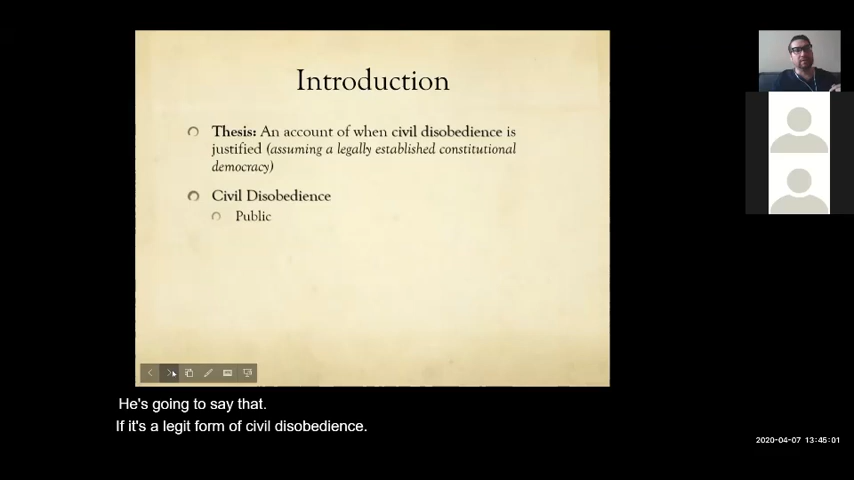 Introduction
Thesis: An account of when civil disobedience is
justified (assuming a legally established constitutional
democracy)
Civil Disobedience
Public
He's going to say that.
If it's a legit form of civil disobedience.
2020-04-07 13:45:01